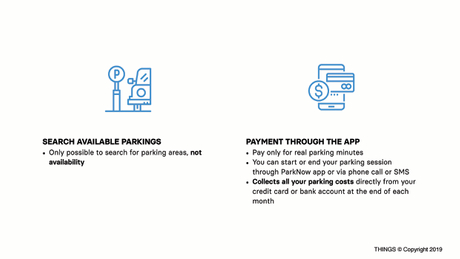 P
SEARCH AVAILABLE PARKINGS
• Only possible to search for parking areas, not
availability
$
PAYMENT THROUGH THE APP
• Pay only for real parking minutes
• You can start or end your parking session
through ParkNow app or via phone call or SMS
• Collects all your parking costs directly from your
credit card or bank account at the end of each
month
THINGS © Copyright 2019